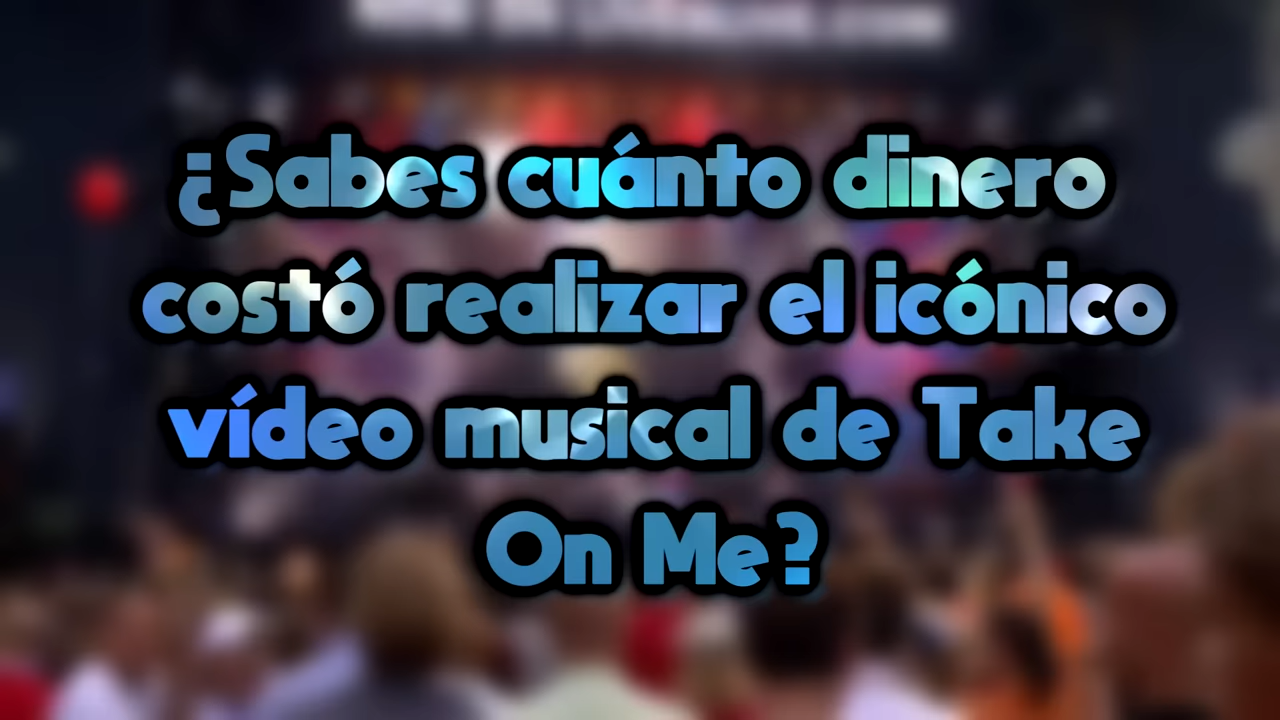 ¿Sabes cuánto dinero
costó realizar el icónico
vídeo musical de Take
On Me?